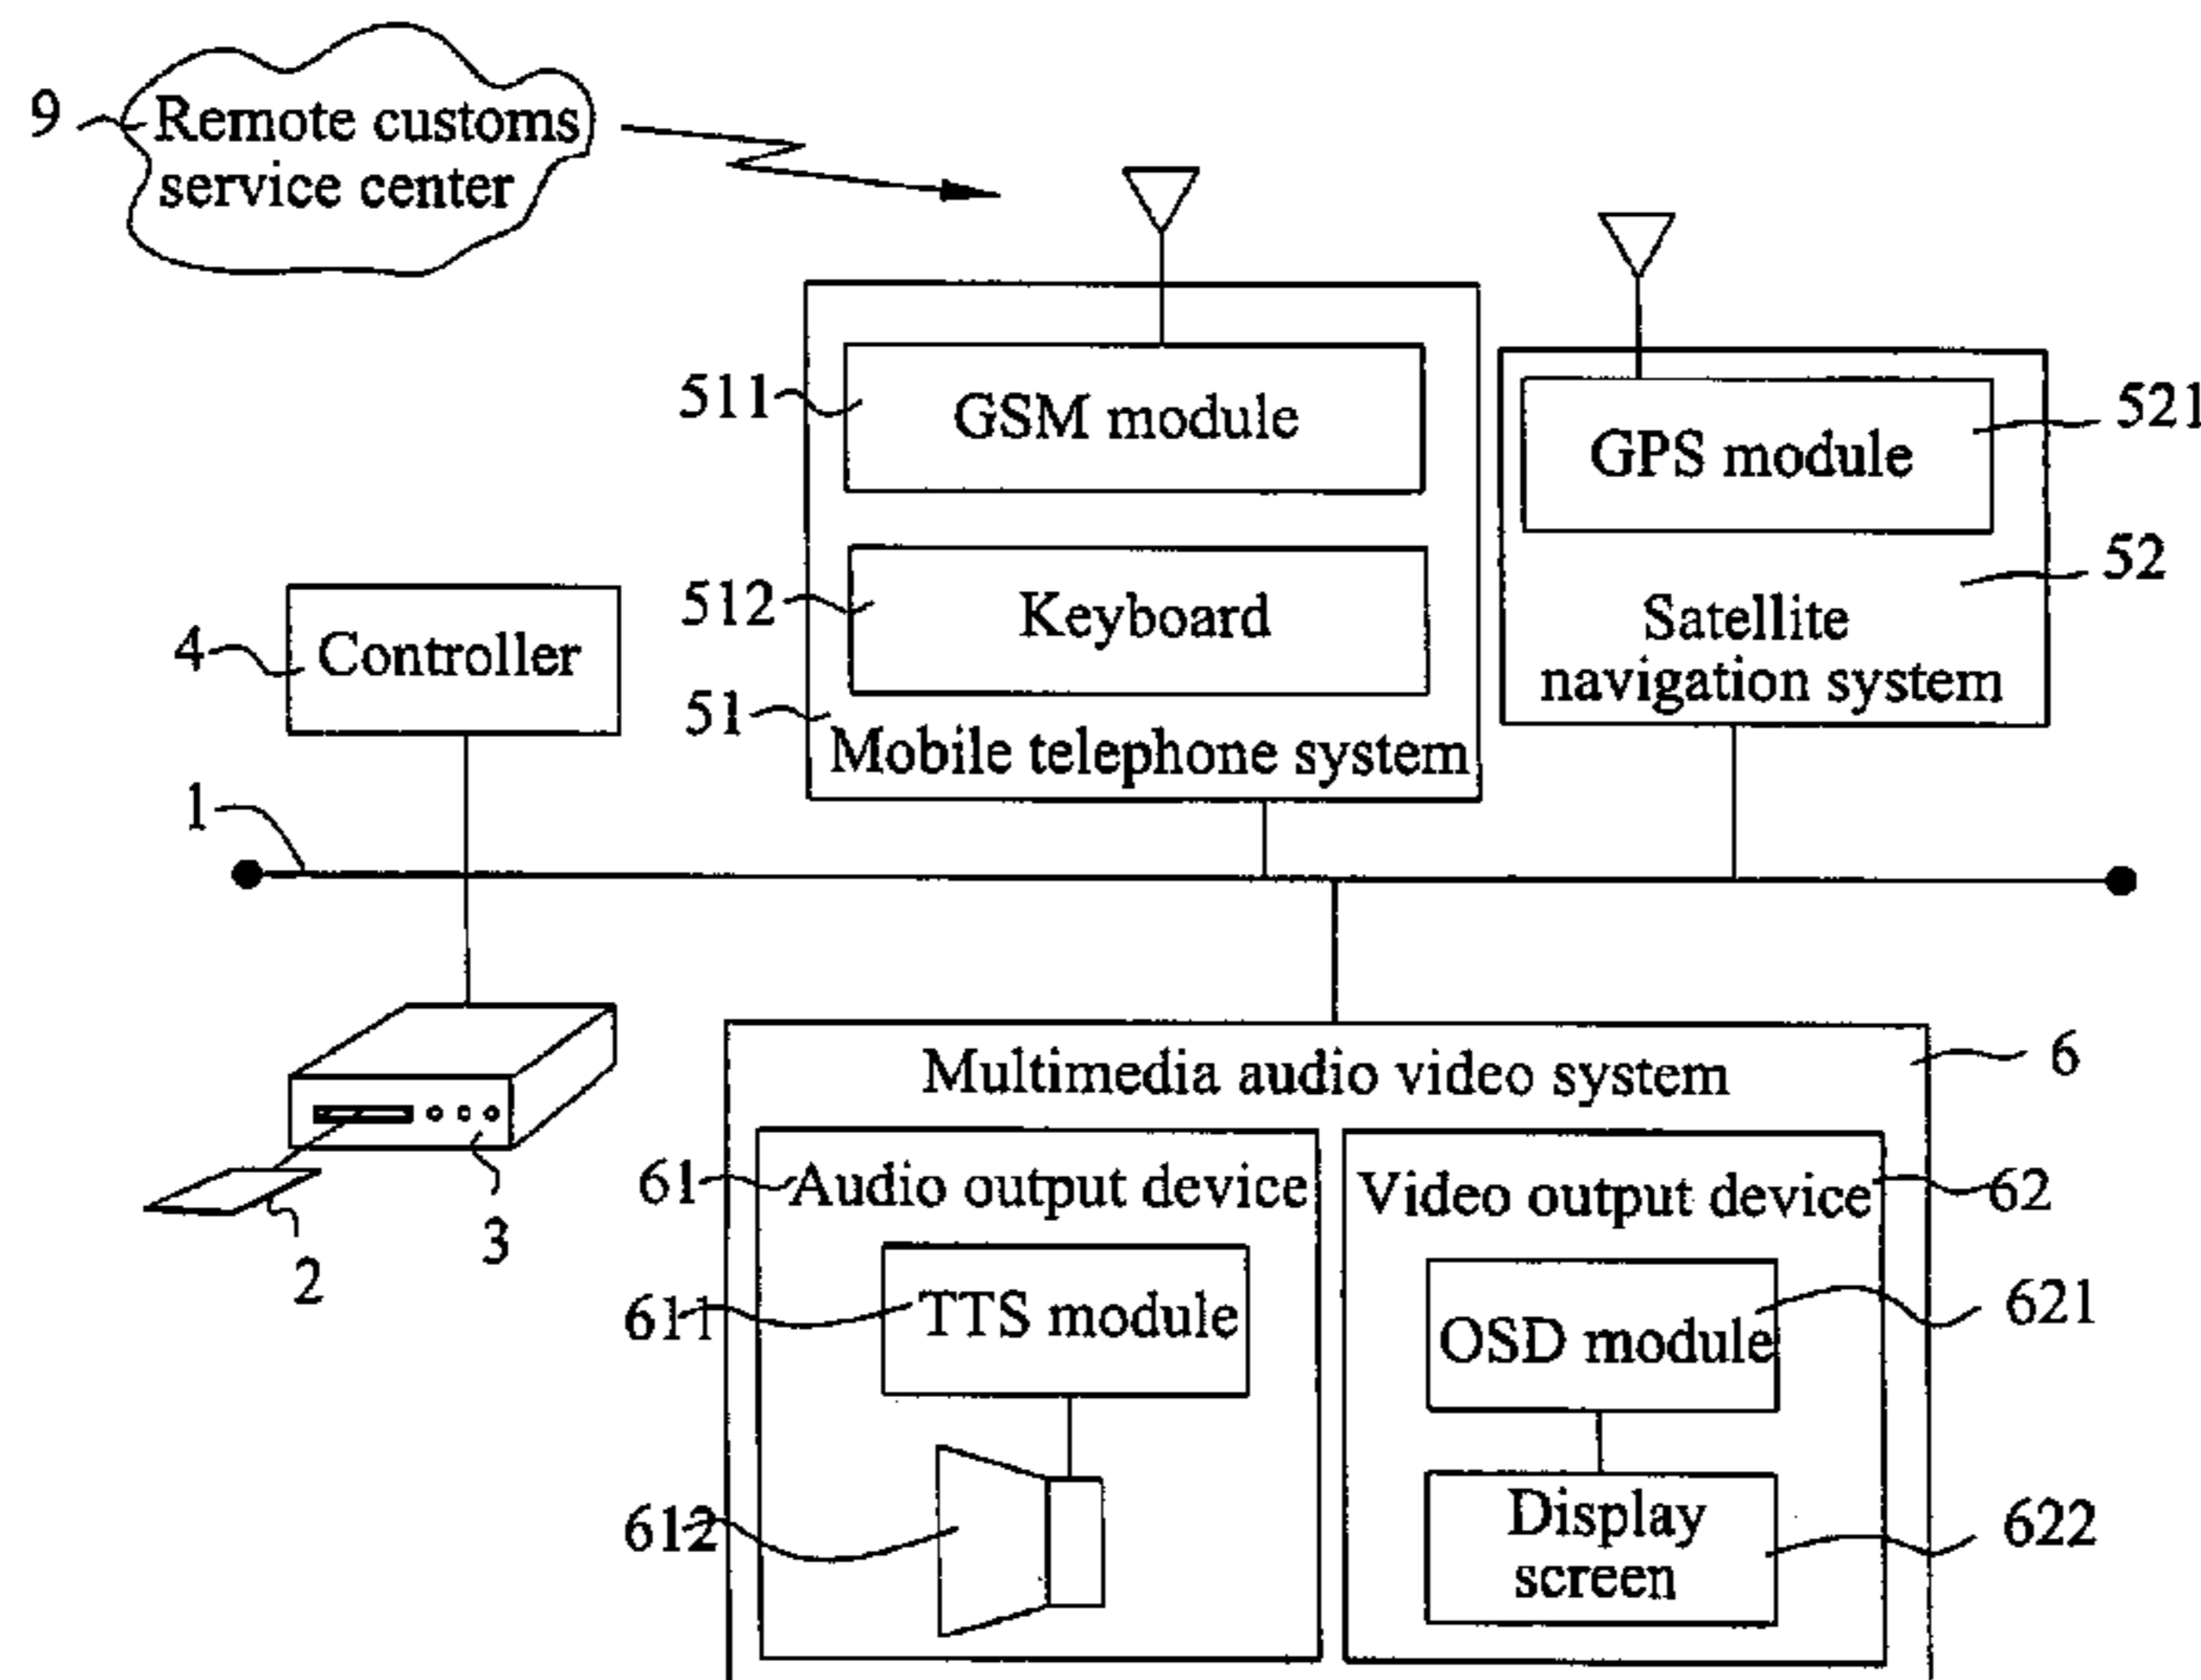 9
Remote customs
service center
511
GSM module
521
GPS module
512
Keyboard
52
Satellite
navigation system
4
Controller
51
Mobile telephone system
1
Multimedia audio video system
6
61
Audio output device
Video output device
62
3
2
611
TTS module
621
OSD module
612
Display
screen
622